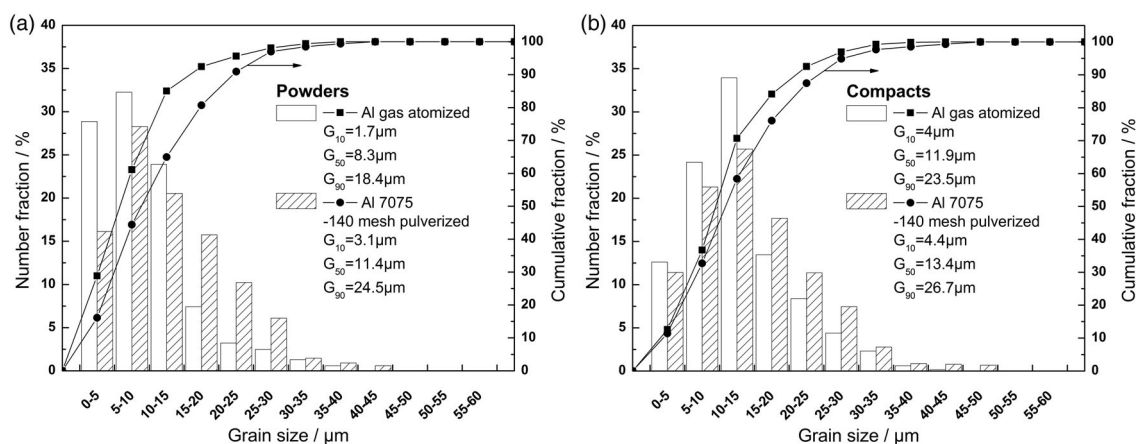 (a)
Number fraction / %
40
35
30
25
20
15
10
5
0
Powders
Al gas atomized
G10=1.7µm
G50=8.3µm
G90=18.4µm
Al 7075
-140 mesh pulverized
G10=3.1µm
G50=11.4µm
G90=24.5µm
100
90
80
70
60
50
40
30
20
10
0
Cumulative fraction / %
0-5 5-10 10-15 15-20 20-25 25-30 30-35 35-40 40-45 45-50 50-55 55-60
Grain size / µm
(b)
Number fraction / %
40
35
30
25
20
15
10
5
0
Compacts
Al gas atomized
G10=4µm
G50=11.9µm
G90=23.5µm
Al 7075
-140 mesh pulverized
G10=4.4µm
G50=13.4µm
G90=26.7µm
100
90
80
70
60
50
40
30
20
10
0
Cumulative fraction / %
0-5 5-10 10-15 15-20 20-25 25-30 30-35 35-40 40-45 45-50 50-55 55-60
Grain size / µm